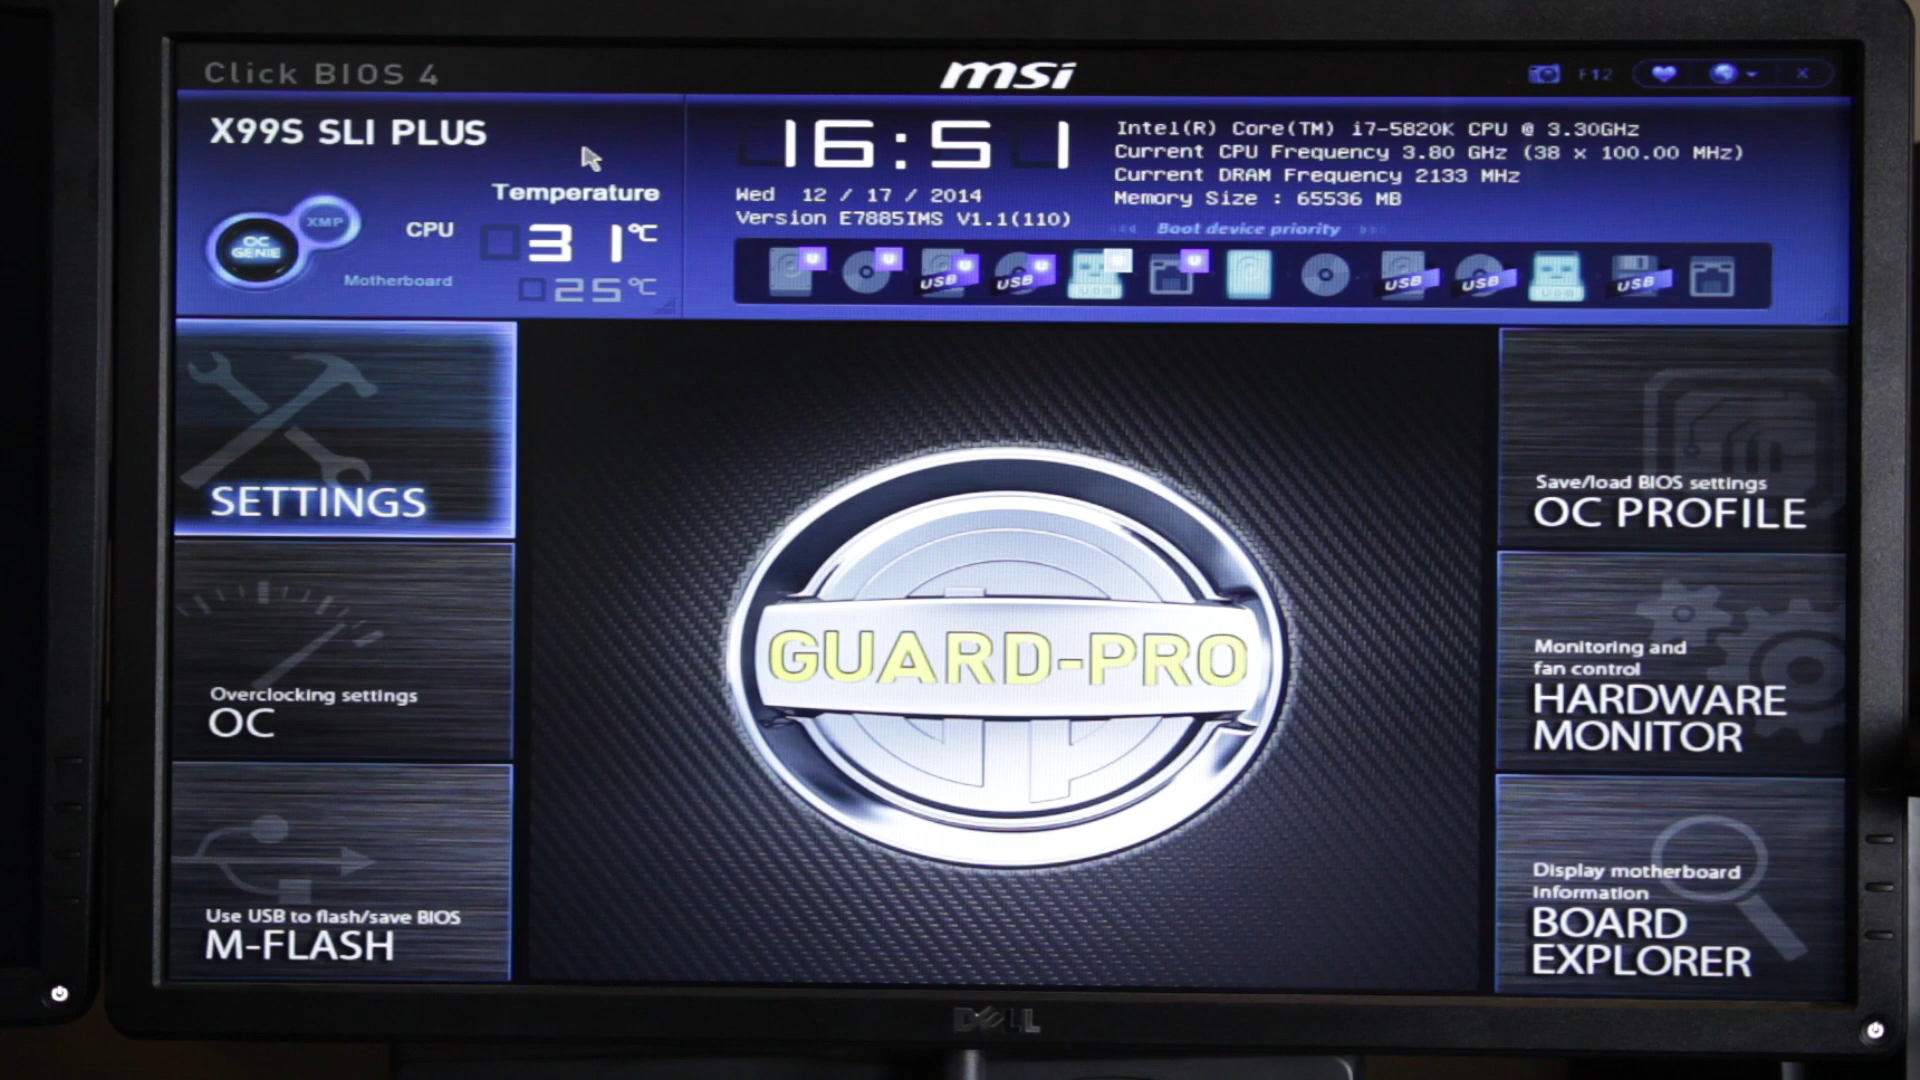 Click BIOS 4
msi
F12
X
X99S SLI PLUS
Temperature
OC GENIE
XMP
CPU 31°C
Motherboard 25°C
16:51
Wed 12 / 17 / 2014
Version E7885IMS V1.1(110)
Intel(R) Core(TM) i7-5820K CPU @ 3.30GHz
Current CPU Frequency 3.80 GHz (38 x 100.00 MHz)
Current DRAM Frequency 2133 MHz
Memory Size : 65536 MB
Boot device priority
U U U U U U
USB USB USB USB USB
SETTINGS
Overclocking settings
OC
Use USB to flash/save BIOS
M-FLASH
GUARD-PRO
Save/load BIOS settings
OC PROFILE
Monitoring and
fan control
HARDWARE
MONITOR
Display motherboard
information
BOARD
EXPLORER
DELL